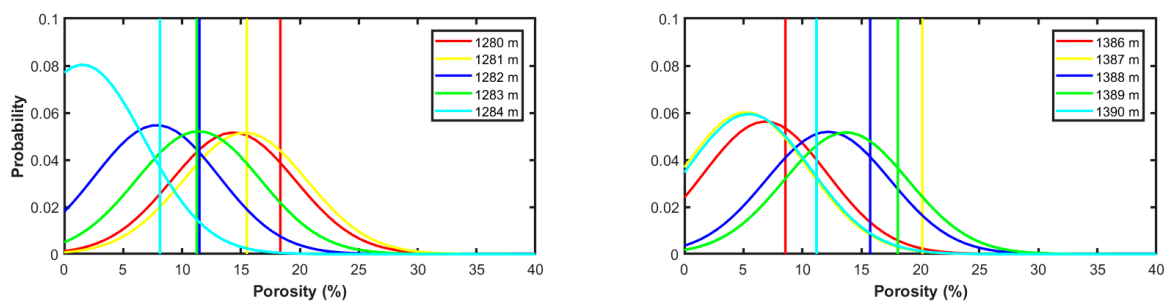 0.1
0.08
0.06
0.04
0.02
0
Probability
0 5 10 15 20 25 30 35 40
Porosity (%)
1280 m
1281 m
1282 m
1283 m
1284 m
0.1
0.08
0.06
0.04
0.02
0
0 5 10 15 20 25 30 35 40
Porosity (%)
1386 m
1387 m
1388 m
1389 m
1390 m